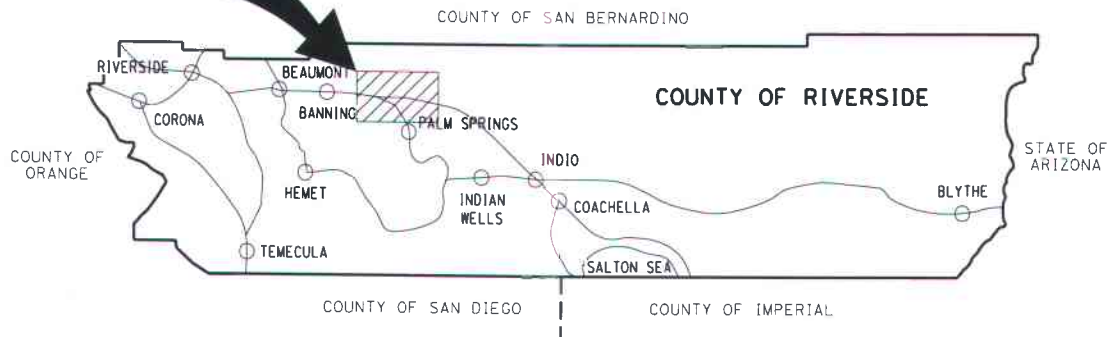 COUNTY OF SAN BERNARDINO
RIVERSIDE
BEAUMONT
COUNTY OF RIVERSIDE
BANNING
CORONA
PALM SPRINGS
COUNTY OF
ORANGE
STATE OF
ARIZONA
INDIO
HEMET
INDIAN
WELLS
BLYTHE
COACHELLA
TEMECULA
SALTON SEA
COUNTY OF SAN DIEGO
COUNTY OF IMPERIAL